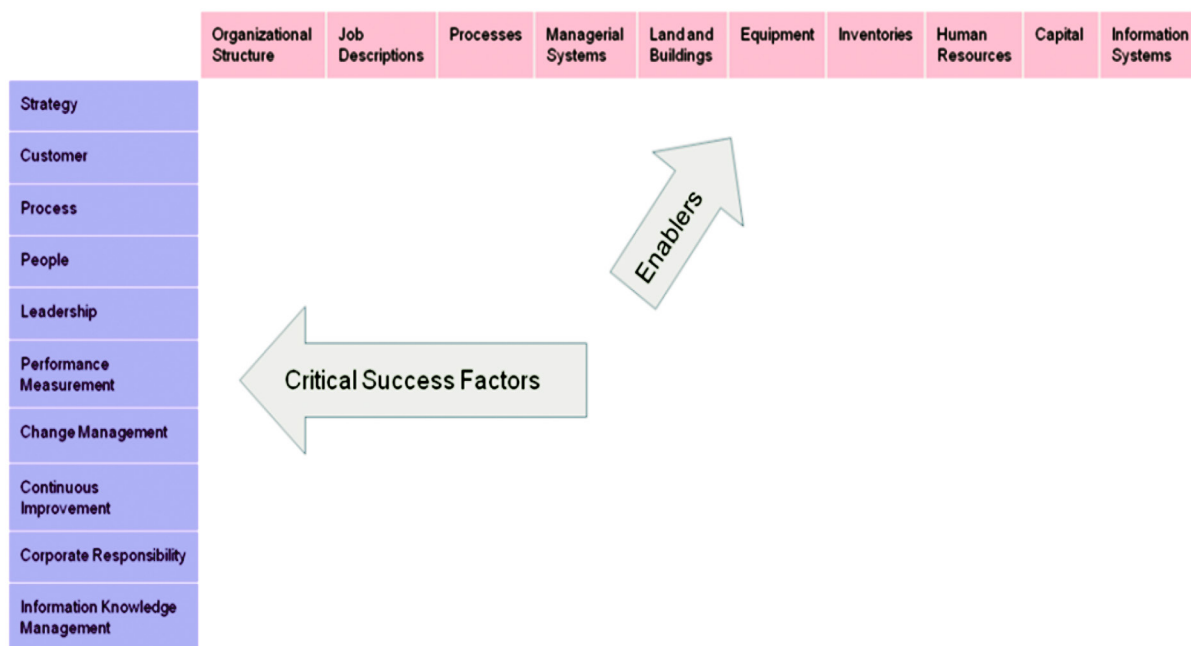 Organizational
Structure
Job
Descriptions
Processes
Managerial
Systems
Land and
Buildings
Equipment
Inventories
Human
Resources
Capital
Information
Systems
Strategy
Customer
Process
People
Leadership
Performance
Measurement
Change Management
Continuous
Improvement
Corporate Responsibility
Information Knowledge
Management
Enablers
Critical Success Factors